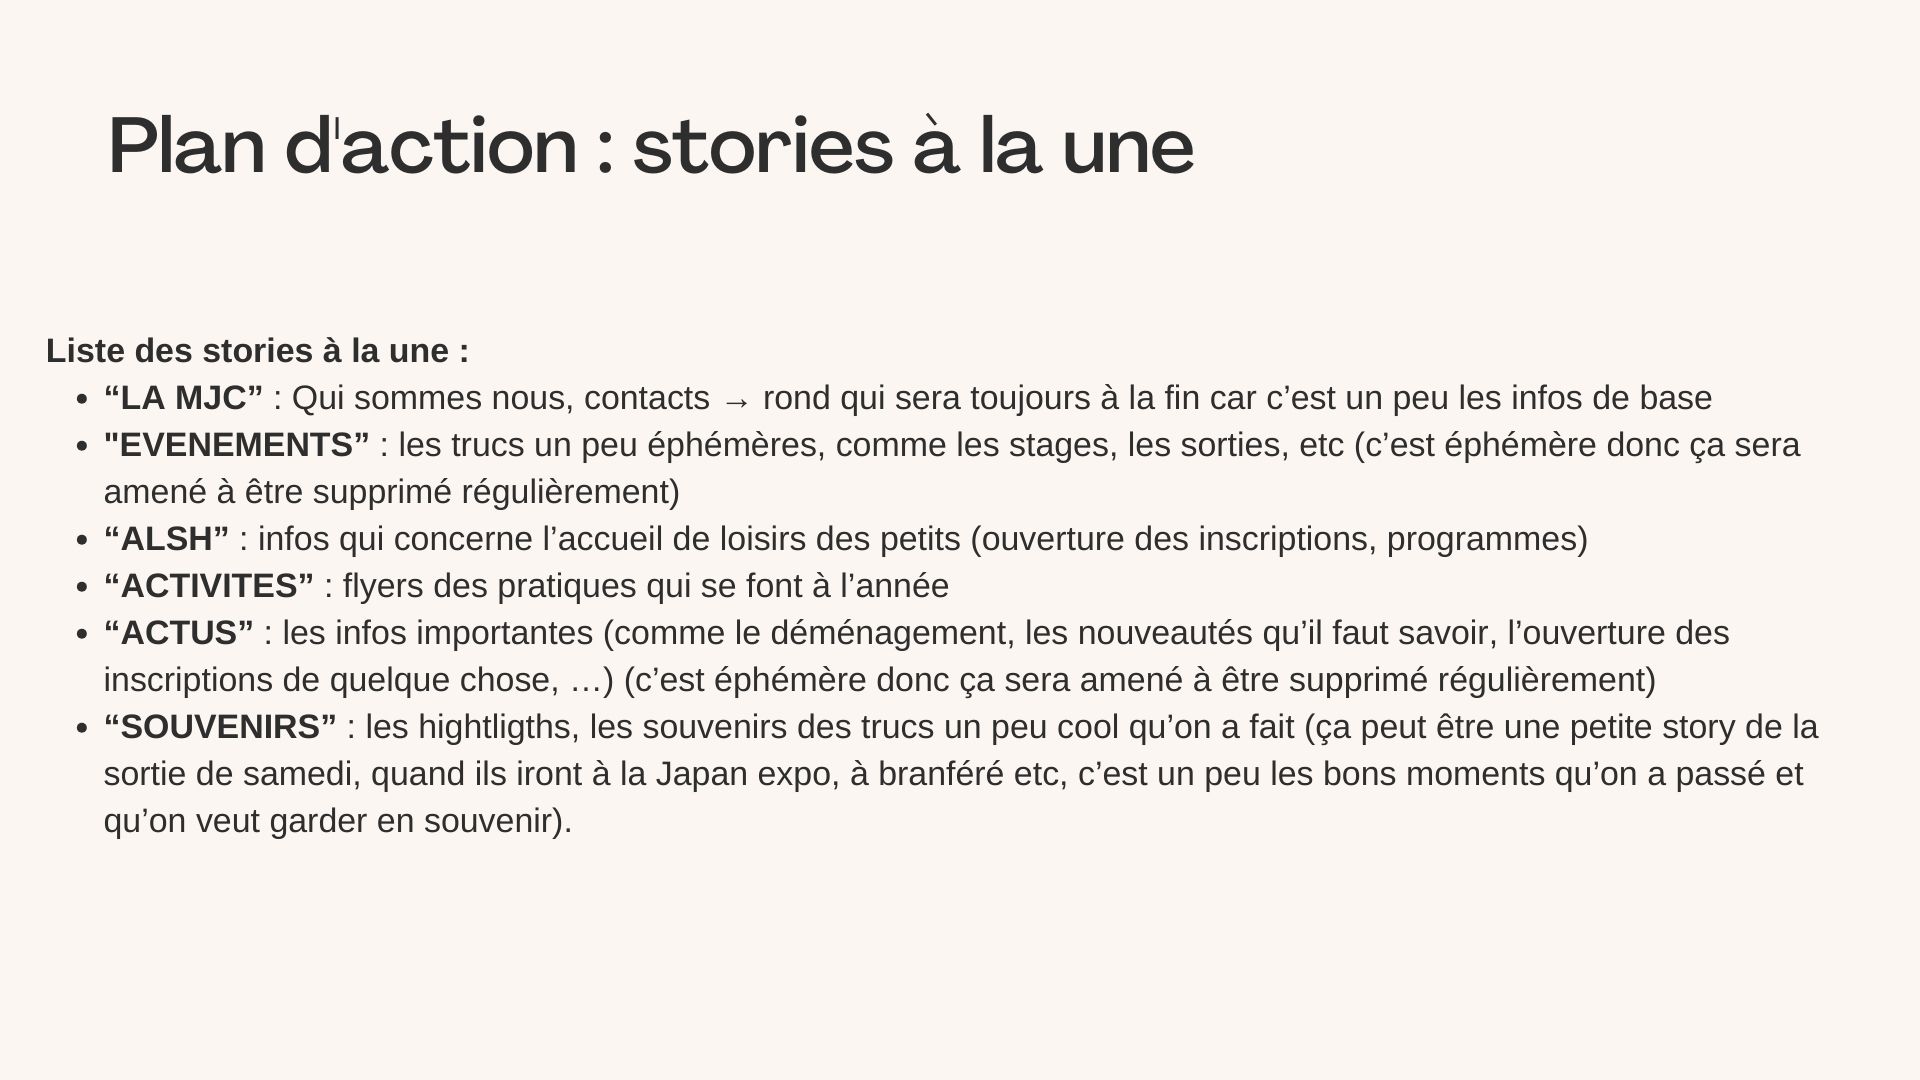 Plan d'action : stories à la une
Liste des stories à la une :
• “LA MJC” : Qui sommes nous, contacts → rond qui sera toujours à la fin car c’est un peu les infos de base
• "EVENEMENTS” : les trucs un peu éphémères, comme les stages, les sorties, etc (c’est éphémère donc ça sera
amené à être supprimé régulièrement)
• “ALSH” : infos qui concerne l’accueil de loisirs des petits (ouverture des inscriptions, programmes)
• “ACTIVITES” : flyers des pratiques qui se font à l’année
• “ACTUS” : les infos importantes (comme le déménagement, les nouveautés qu’il faut savoir, l’ouverture des
inscriptions de quelque chose, …) (c’est éphémère donc ça sera amené à être supprimé régulièrement)
• “SOUVENIRS” : les hightligths, les souvenirs des trucs un peu cool qu’on a fait (ça peut être une petite story de la
sortie de samedi, quand ils iront à la Japan expo, à branféré etc, c’est un peu les bons moments qu’on a passé et
qu’on veut garder en souvenir).